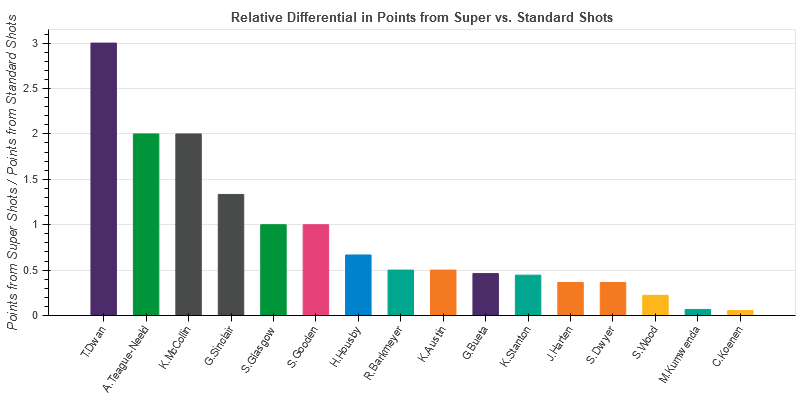 Relative Differential in Points from Super vs. Standard Shots
Points from Super Shots / Points from Standard Shots
3
2.5
2
1.5
1
0.5
0
T.Dwan
A.Teague-Neeld
K.McCollin
G.Sinclair
S.Glasgow
S.Gooden
H.Housby
R.Barkmeyer
K.Austin
G.Bueta
K.Stanton
J.Harten
S.Dwyer
S.Wood
M.Kumwenda
C.Koenen